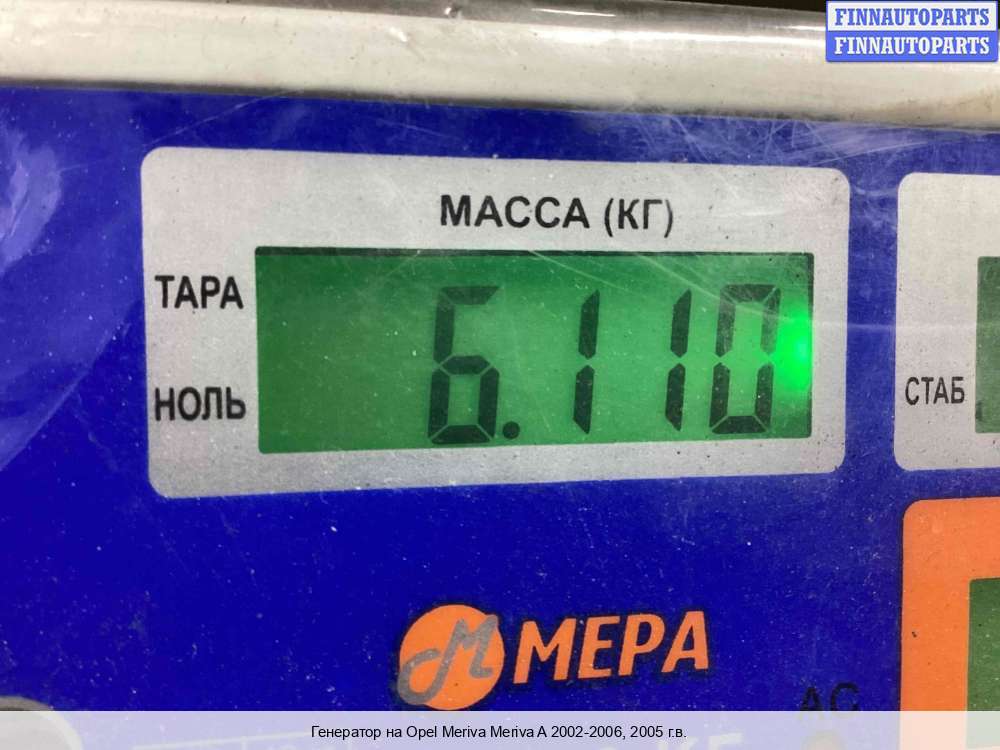 FINNAUTOPARTS
FINNAUTOPARTS
МАССА (КГ)
ТАРА
6.110
НОЛЬ
СТАБ
МЕРА
Генератор на Opel Meriva Meriva A 2002-2006, 2005 г.в.